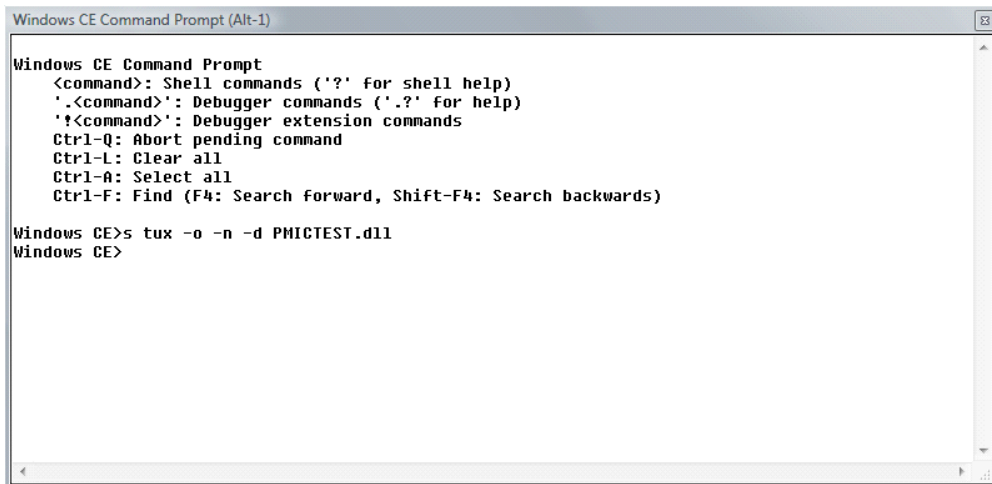 Windows CE Command Prompt (Alt-1)
Windows CE Command Prompt
<command>: Shell commands ('?' for shell help)
'.<command>': Debugger commands ('.?' for help)
'!<command>': Debugger extension commands
Ctrl-Q: Abort pending command
Ctrl-L: Clear all
Ctrl-A: Select all
Ctrl-F: Find (F4: Search forward, Shift-F4: Search backwards)
Windows CE>s tux -o -n -d PMICTEST.dll
Windows CE>